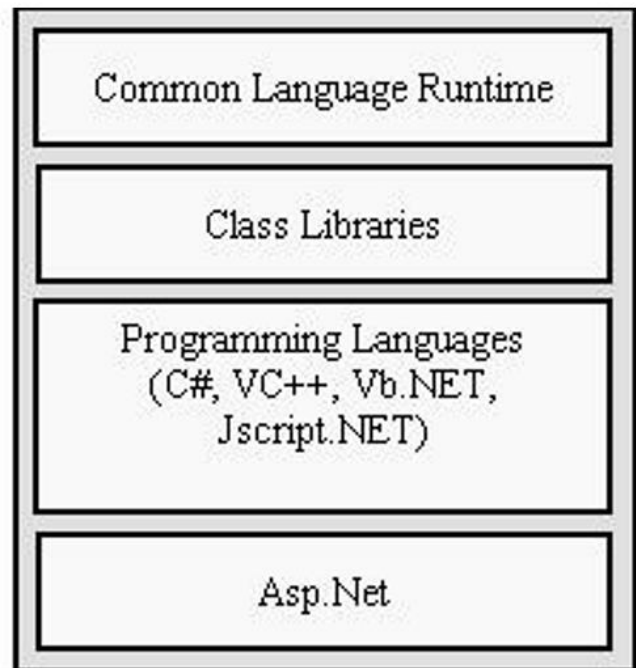 Common Language Runtime
Class Libraries
Programming Languages
(C#, VC++, Vb.NET,
Jscript.NET)
Asp.Net